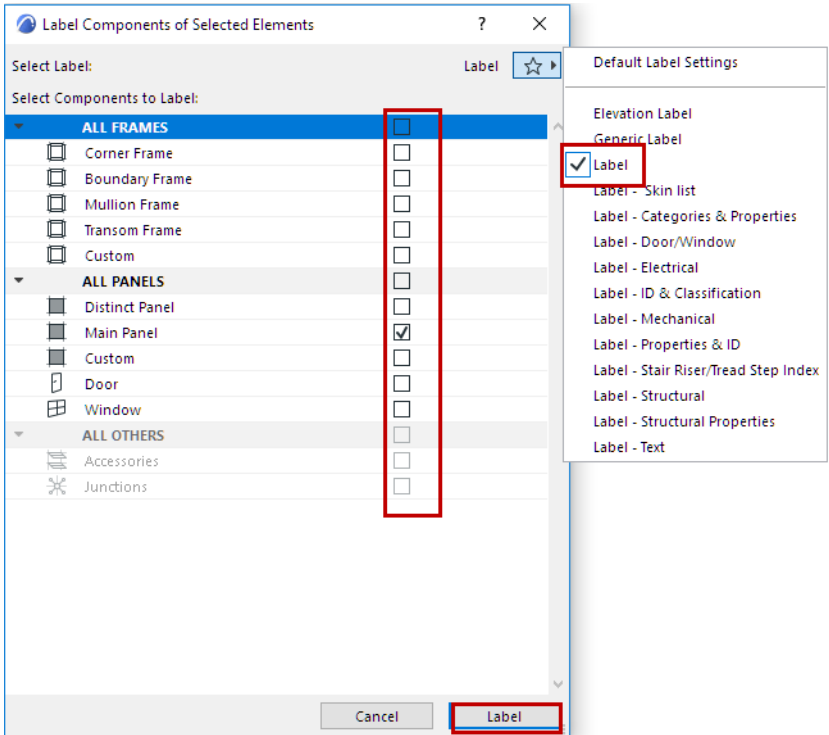 Label Components of Selected Elements ?
Select Label: Label
Select Components to Label:
ALL FRAMES
Corner Frame
Boundary Frame
Mullion Frame
Transom Frame
Custom
ALL PANELS
Distinct Panel
Main Panel
Custom
Door
Window
ALL OTHERS
Accessories
Junctions
Cancel Label
Default Label Settings
Elevation Label
Generic Label
Label
Label - Skin list
Label - Categories & Properties
Label - Door/Window
Label - Electrical
Label - ID & Classification
Label - Mechanical
Label - Properties & ID
Label - Stair Riser/Tread Step Index
Label - Structural
Label - Structural Properties
Label - Text